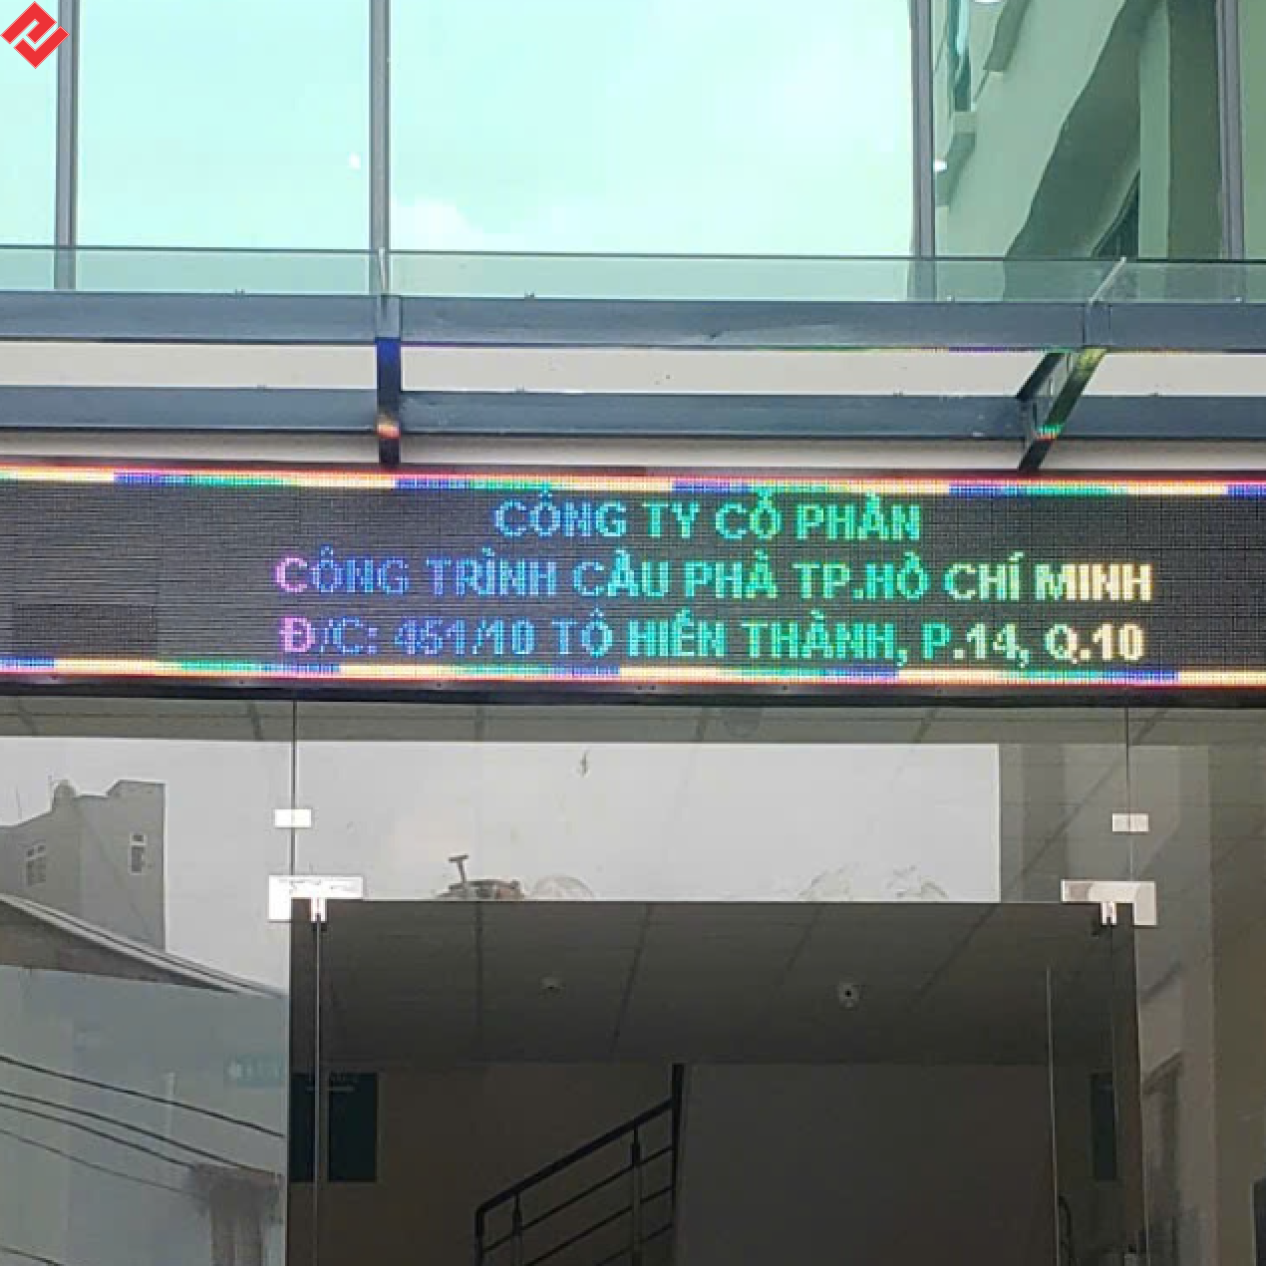 CÔNG TY CỔ PHẦN
CÔNG TRÌNH CẦU PHÀ TP.HỒ CHÍ MINH
Đ/C: 451/10 TÔ HIẾN THÀNH, P.14, Q.10